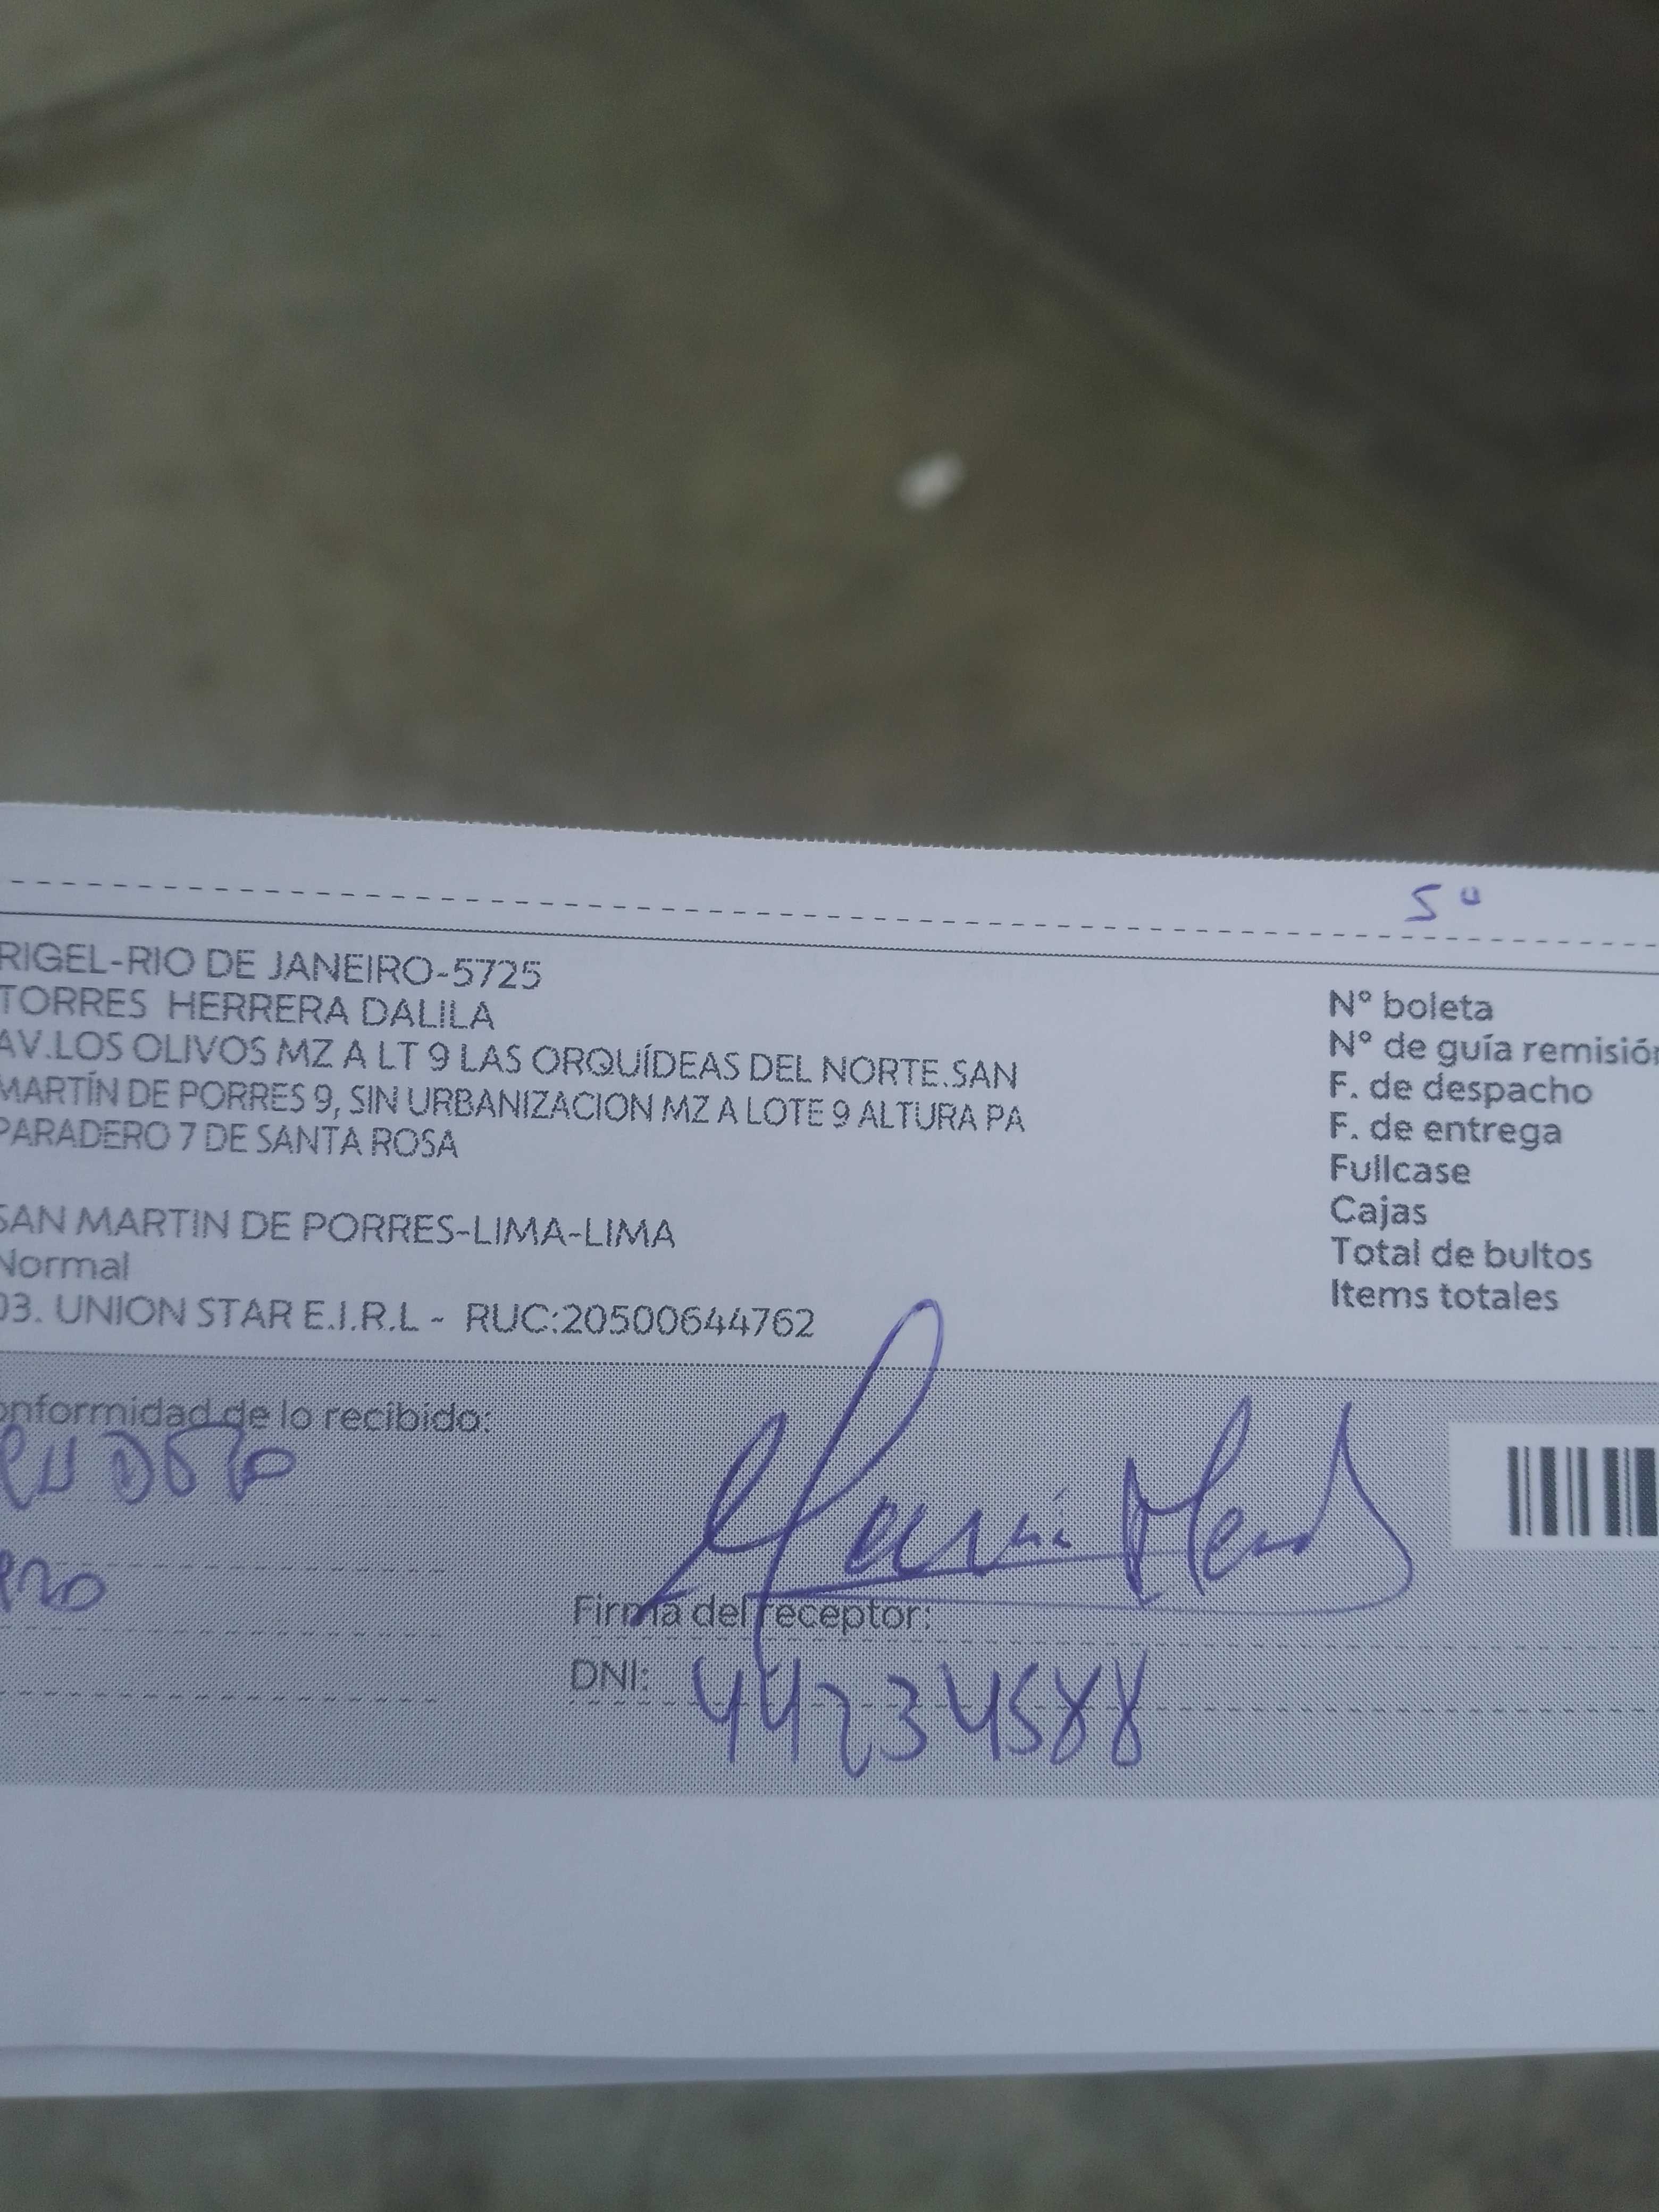 5ª
RIGEL-RIO DE JANEIRO-5725
TORRES HERRERA DALILA
AV.LOS OLIVOS MZ A LT 9 LAS ORQUÍDEAS DEL NORTE.SAN
MARTÍN DE PORRES 9, SIN URBANIZACION MZ A LOTE 9 ALTURA PA
PARADERO 7 DE SANTA ROSA
SAN MARTIN DE PORRES-LIMA-LIMA
Normal
03. UNION STAR E.I.R.L - RUC:20500644762
N° boleta
N° de guía remisión
F. de despacho
F. de entrega
Fullcase
Cajas
Total de bultos
Items totales
onformidad de lo recibido:
Firma del receptor:
DNI: 44234588